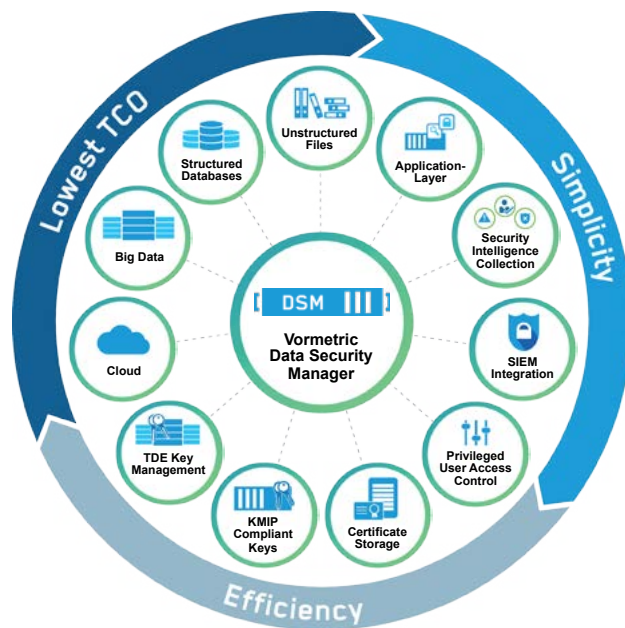 Lowest TCO
Simplicity
Efficiency
Unstructured
Files
Application-
Layer
Security
Intelligence
Collection
SIEM
Integration
Privileged
User Access
Control
Certificate
Storage
KMIP
Compliant
Keys
TDE Key
Management
Cloud
Big Data
Structured
Databases
DSM
Vormetric
Data Security
Manager